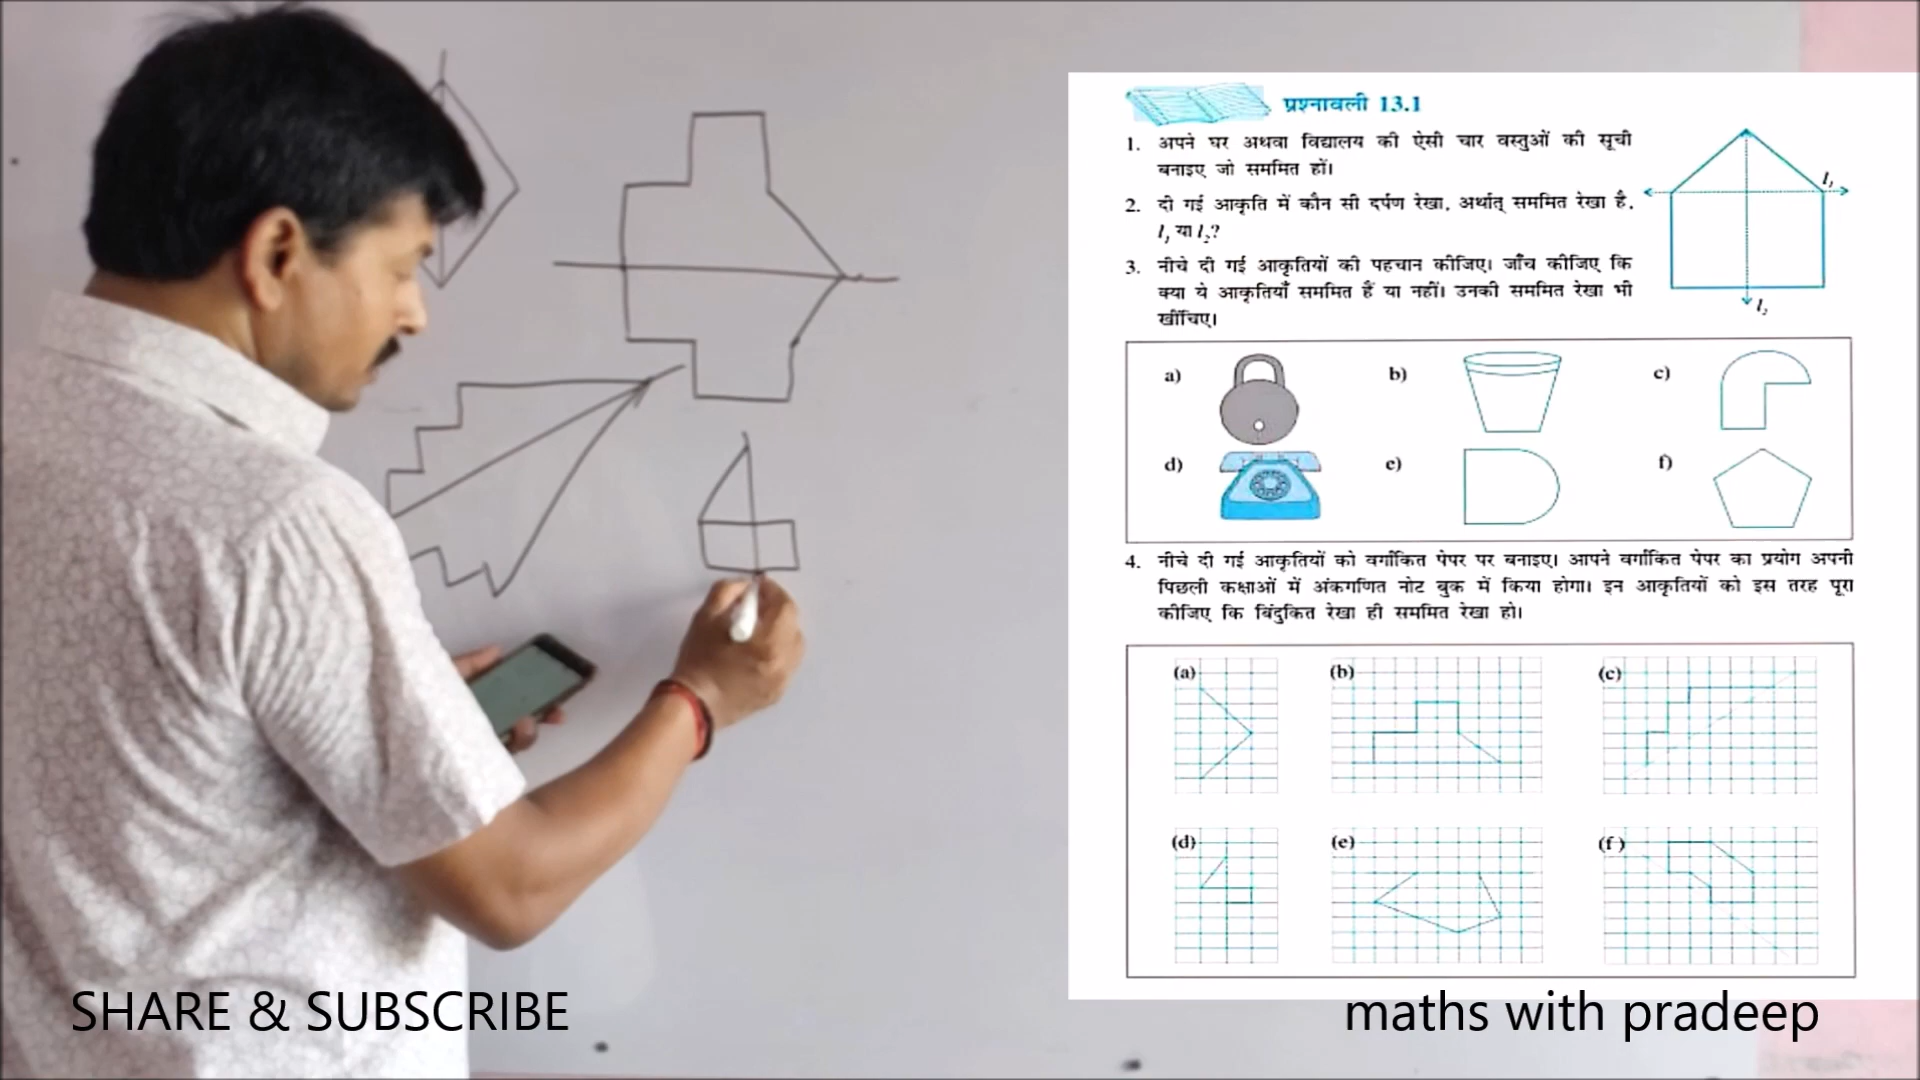 प्रश्नावली 13.1
1. अपने घर अथवा विद्यालय की ऐसी चार वस्तुओं की सूची
बनाइए जो सममित हों।
2. दी गई आकृति में कौन सी दर्पण रेखा, अर्थात् सममित रेखा है,
l₁ या l₂?
l₁
3. नीचे दी गई आकृतियों की पहचान कीजिए। जाँच कीजिए कि
क्या ये आकृतियाँ सममित हैं या नहीं। उनकी सममित रेखा भी
खींचिए।
l₂
a) b) c)
d) e) f)
4. नीचे दी गई आकृतियों को वर्गांकित पेपर पर बनाइए। आपने वर्गांकित पेपर का प्रयोग अपनी
पिछली कक्षाओं में अंकगणित नोट बुक में किया होगा। इन आकृतियों को इस तरह पूरा
कीजिए कि बिंदुकित रेखा ही सममित रेखा हो।
(a) (b) (c)
(d) (e) (f)
SHARE & SUBSCRIBE
maths with pradeep